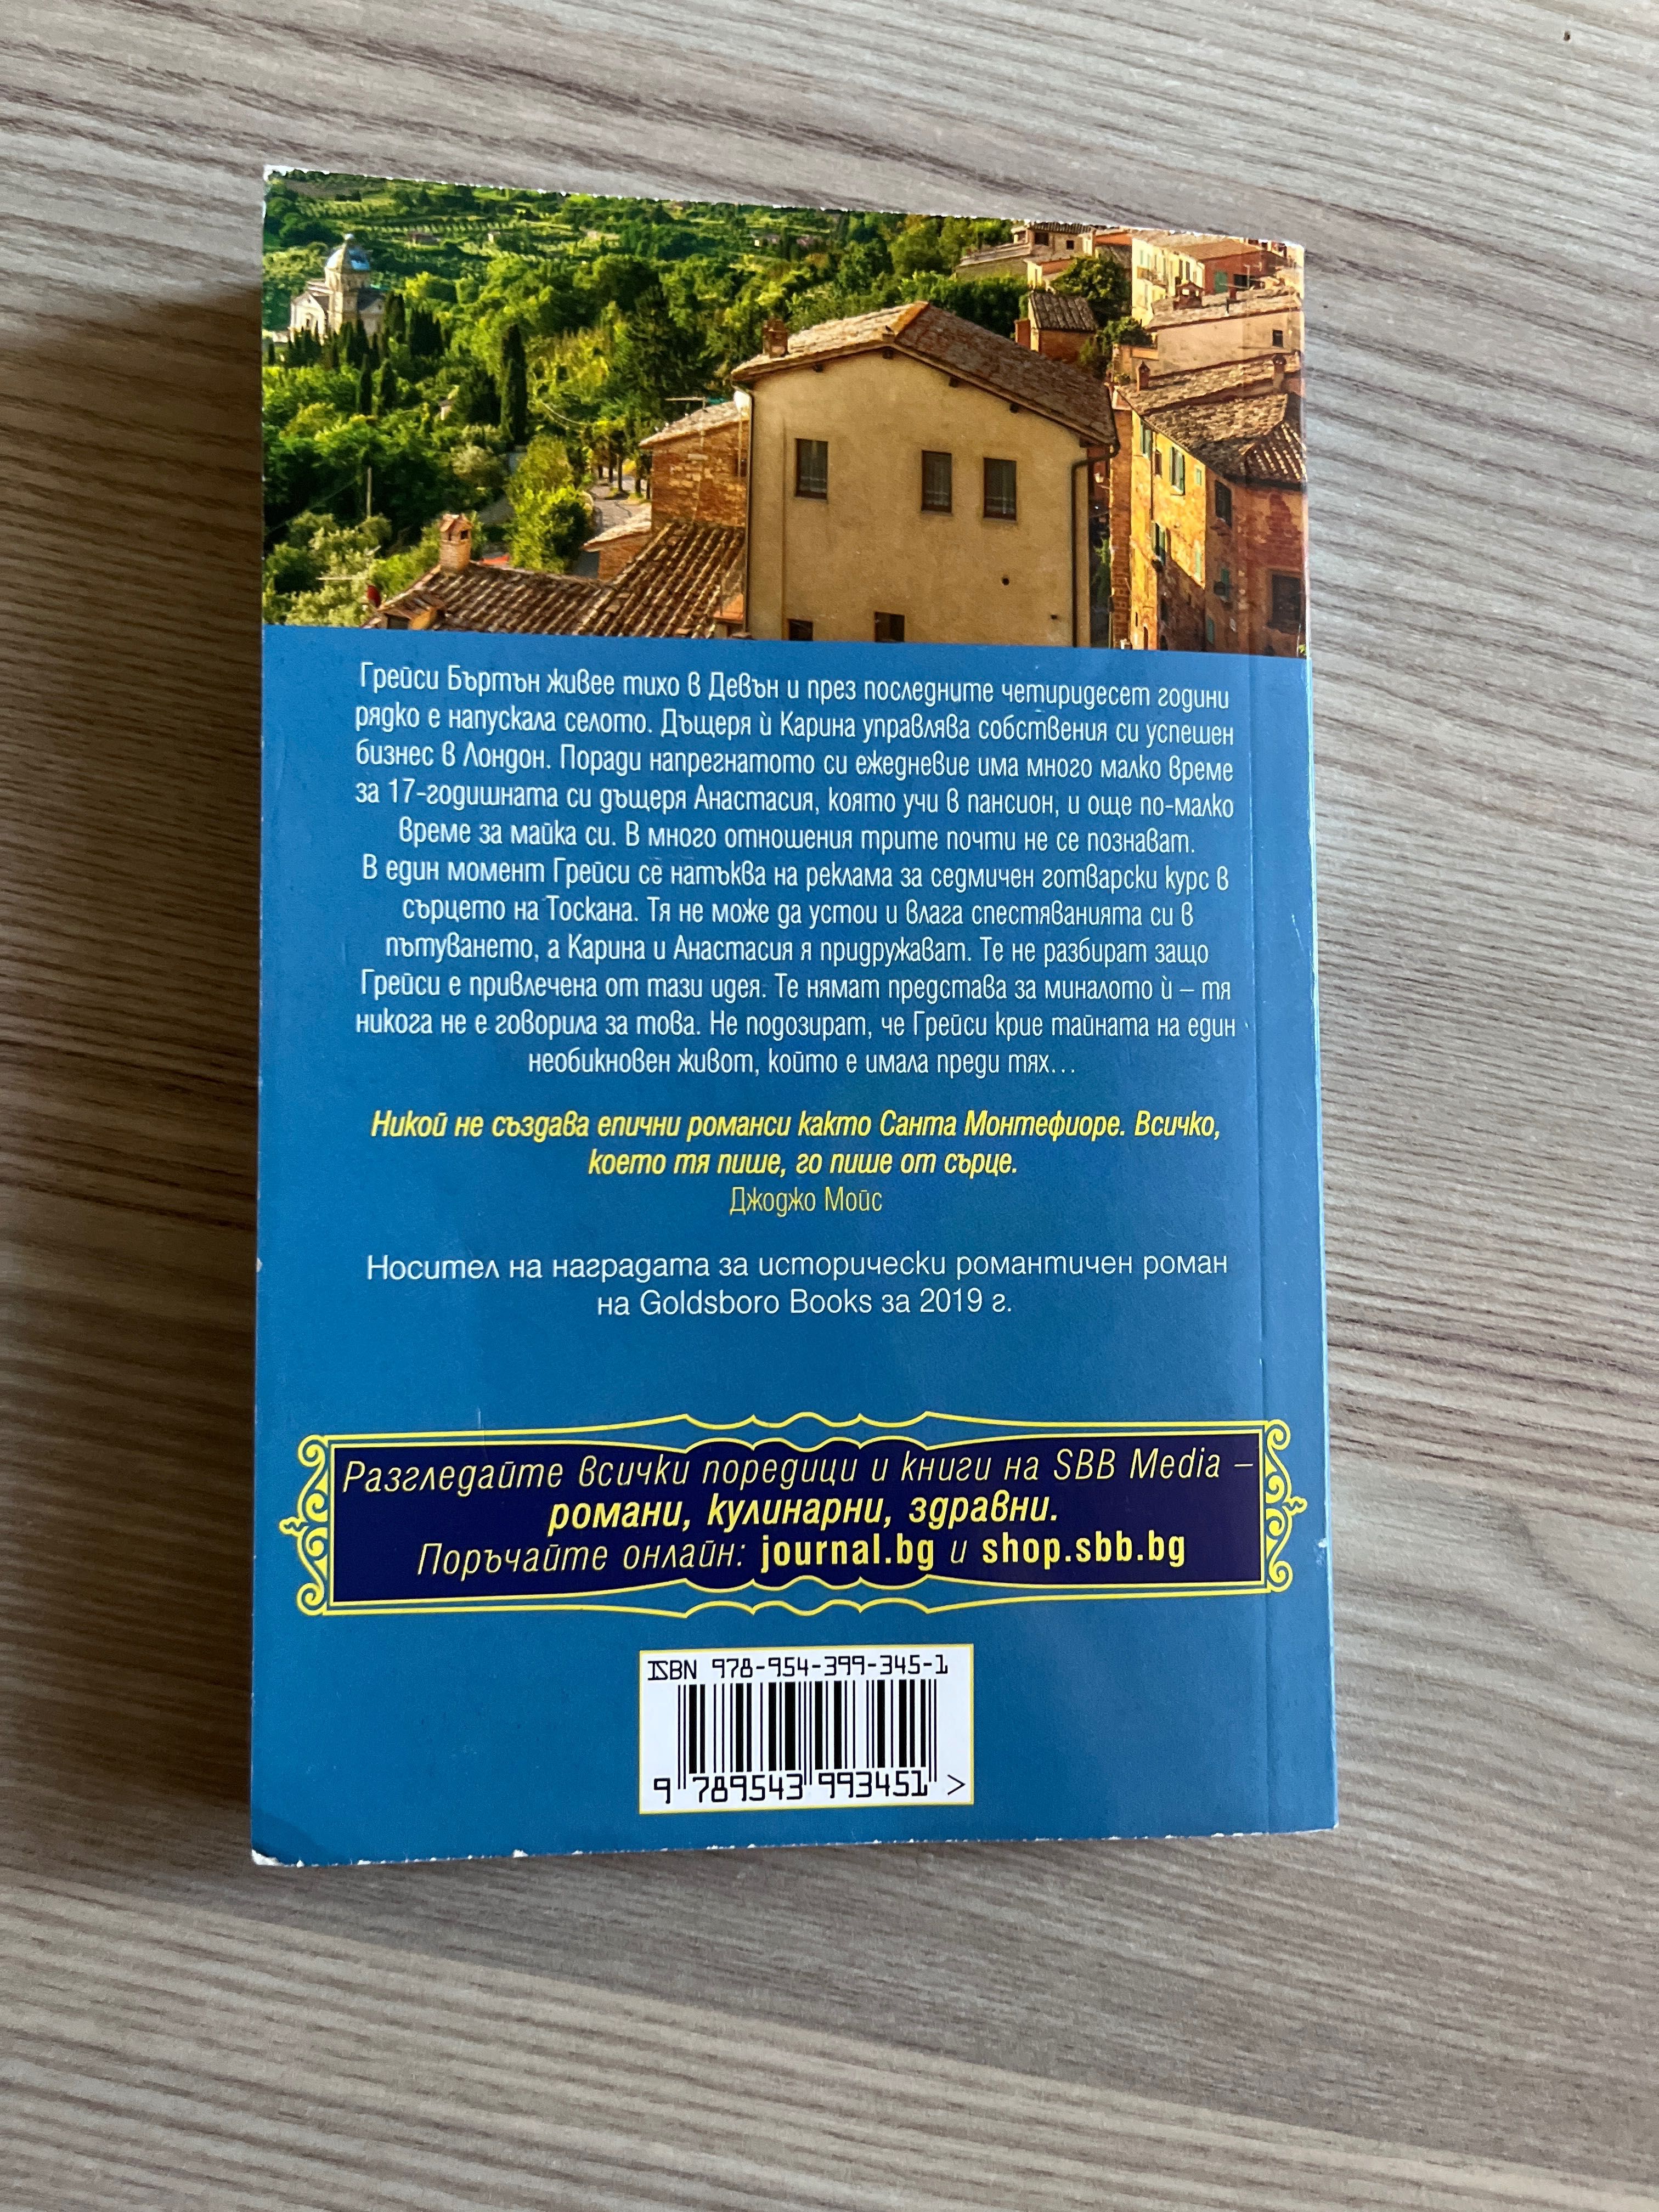 Грейси Бъртън живее тихо в Девън и през последните четиридесет години
рядко е напускала селото. Дъщеря ѝ Карина управлява собствения си успешен
бизнес в Лондон. Поради напрегнатото си ежедневие има много малко време
за 17-годишната си дъщеря Анастасия, която учи в пансион, и още по-малко
време за майка си. В много отношения трите почти не се познават.
В един момент Грейси се натъква на реклама за седмичен готварски курс в
сърцето на Тоскана. Тя не може да устои и влага спестяванията си в
пътуването, а Карина и Анастасия я придружават. Те не разбират защо
Грейси е привлечена от тази идея. Те нямат представа за миналото ѝ – тя
никога не е говорила за това. Не подозират, че Грейси крие тайната на един
необикновен живот, който е имала преди тях...
Никой не създава епични романси както Санта Монтефиоре. Всичко,
което тя пише, го пише от сърце.
Джоджо Мойс
Носител на наградата за исторически романтичен роман
на Goldsboro Books за 2019 г.
Разгледайте всички поредици и книги на SBB Media –
романи, кулинарни, здравни.
Поръчайте онлайн: journal.bg и shop.sbb.bg
ISBN 978-954-399-345-1
9 789543 993451 >